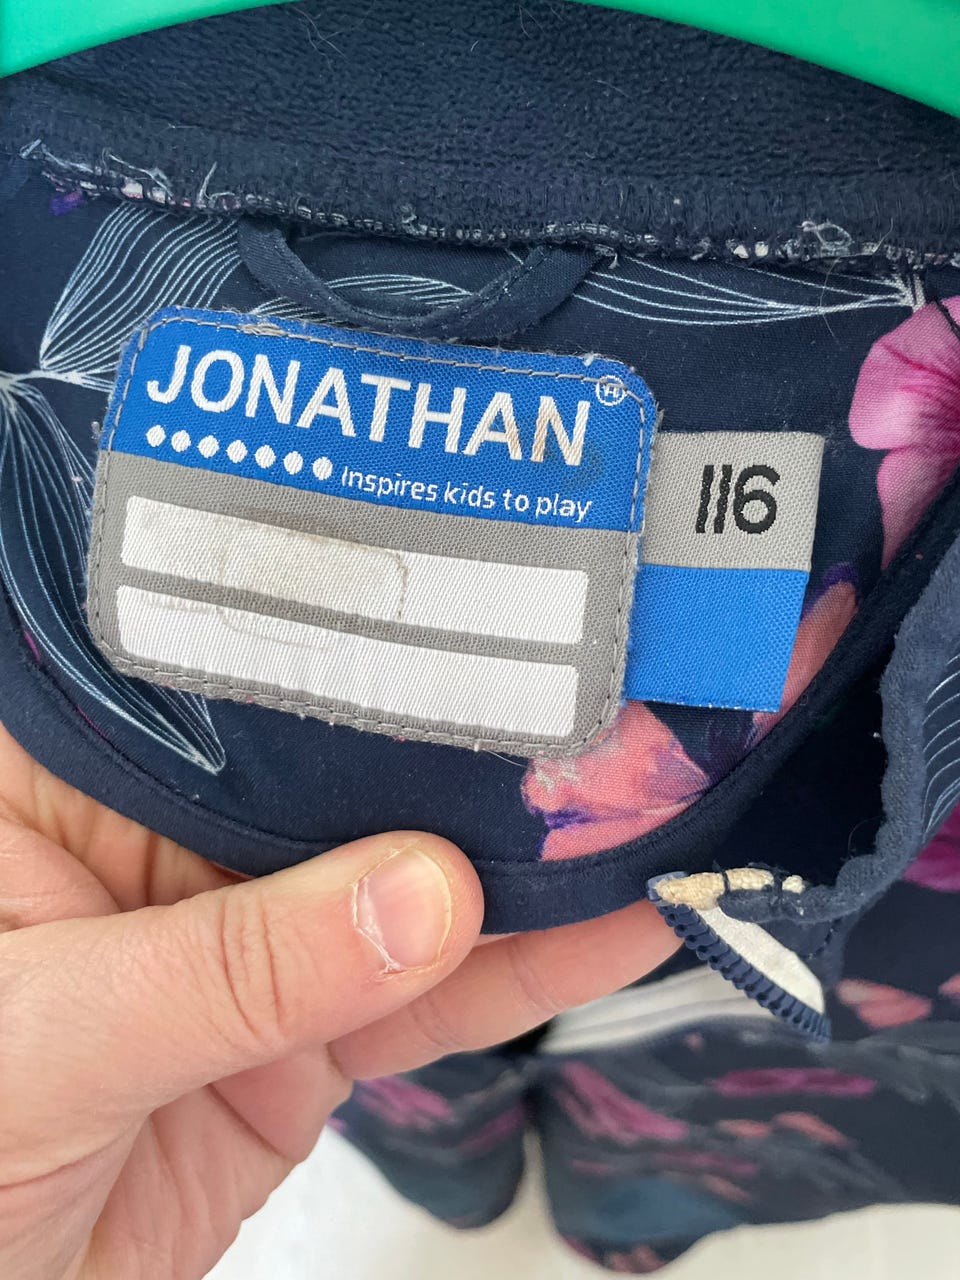 JONATHAN®
inspires kids to play
116